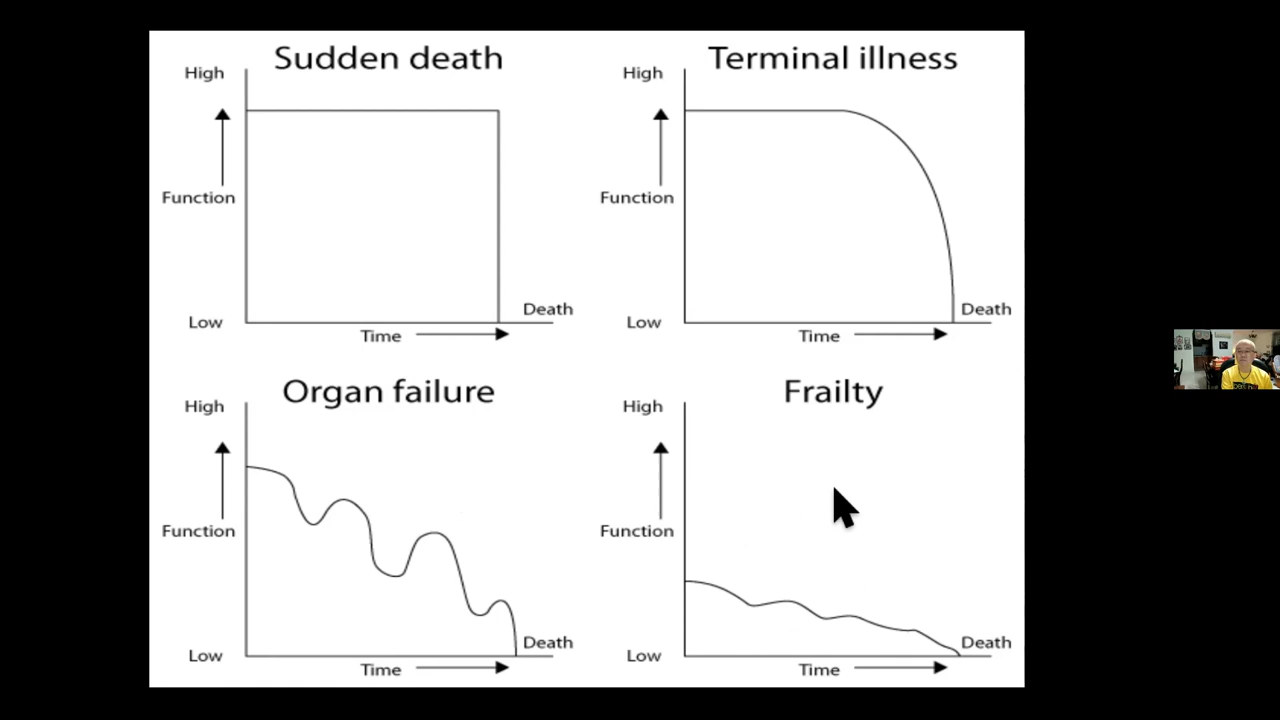 Sudden death
High
Function
Low
Time
Death
Terminal illness
High
Function
Low
Time
Death
Organ failure
High
Function
Low
Time
Death
Frailty
High
Function
Low
Time
Death